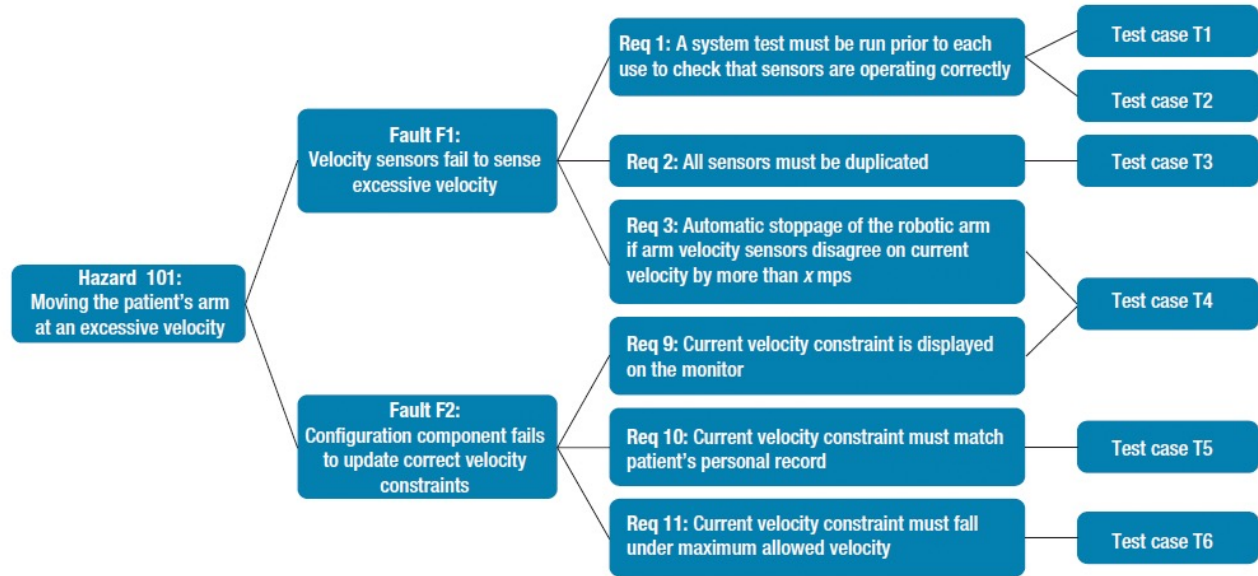 Hazard 101:
Moving the patient's arm
at an excessive velocity
Fault F1:
Velocity sensors fail to sense
excessive velocity
Fault F2:
Configuration component fails
to update correct velocity
constraints
Req 1: A system test must be run prior to each
use to check that sensors are operating correctly
Req 2: All sensors must be duplicated
Req 3: Automatic stoppage of the robotic arm
if arm velocity sensors disagree on current
velocity by more than x mps
Req 9: Current velocity constraint is displayed
on the monitor
Req 10: Current velocity constraint must match
patient's personal record
Req 11: Current velocity constraint must fall
under maximum allowed velocity
Test case T1
Test case T2
Test case T3
Test case T4
Test case T5
Test case T6